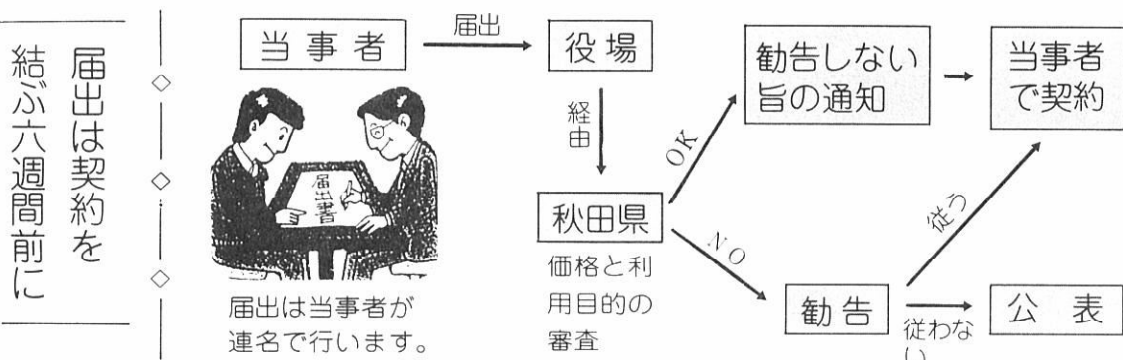 届出は契約を
結ぶ六週間前に
当事者
届出
役場
経
由
届出書
届出は当事者が
連名で行います。
秋田県
価格と利
用目的の
審査
OK
NO
勧告しない
旨の通知
当事者
で契約
従う
勧告
従わな
い
公表